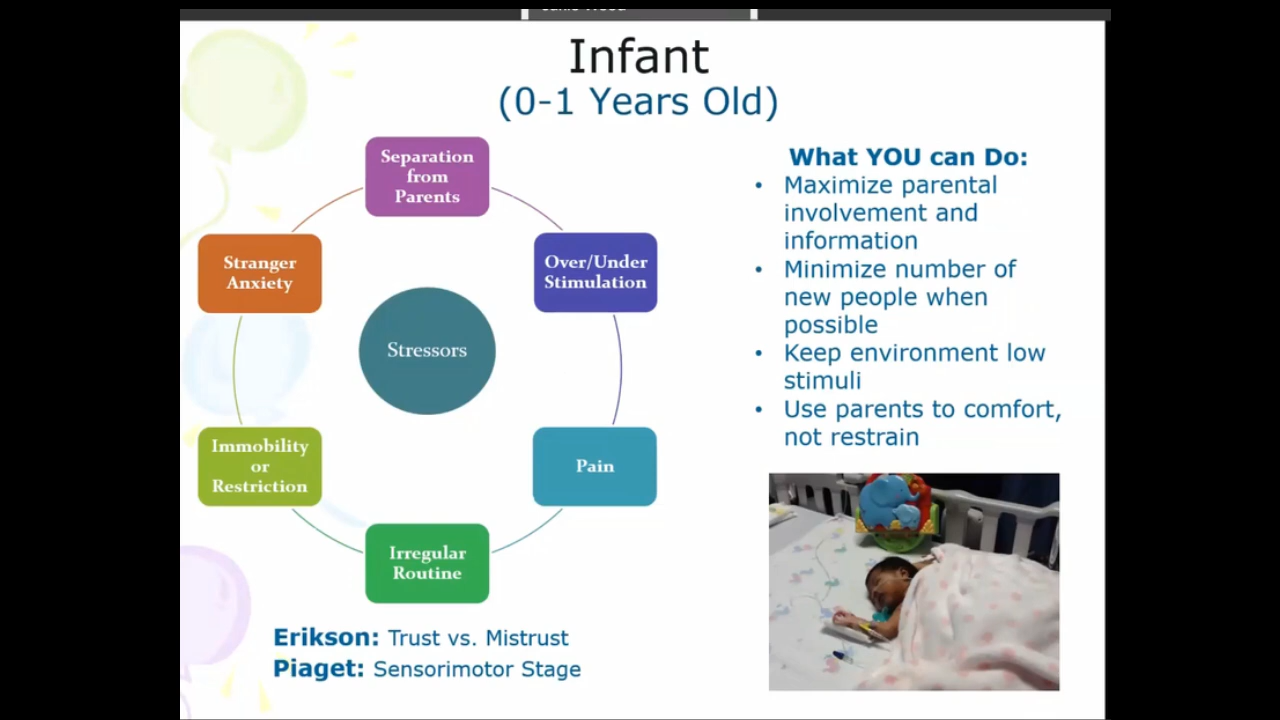 Infant
(0-1 Years Old)
Separation
from
Parents
Over/Under
Stimulation
Pain
Irregular
Routine
Immobility
or
Restriction
Stranger
Anxiety
Stressors
What YOU can Do:
• Maximize parental
involvement and
information
• Minimize number of
new people when
possible
• Keep environment low
stimuli
• Use parents to comfort,
not restrain
Erikson: Trust vs. Mistrust
Piaget: Sensorimotor Stage